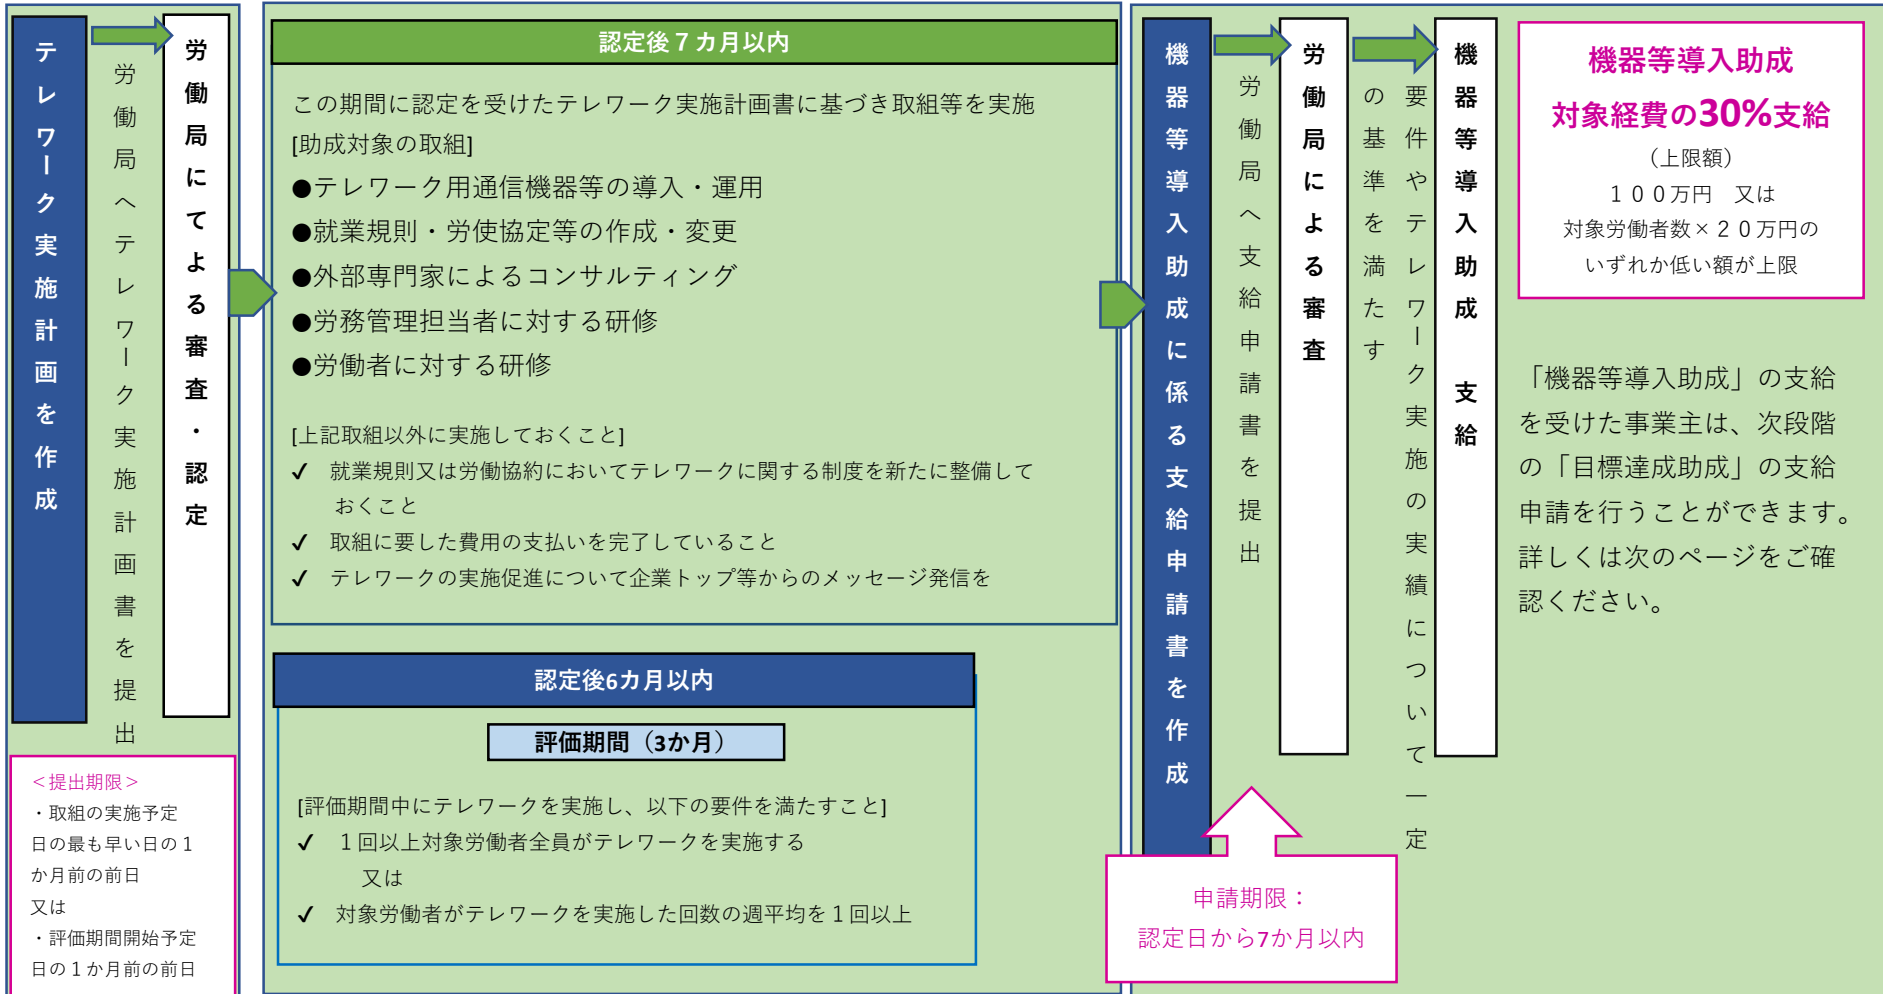 テレワーク実施計画を作成
労働局へテレワーク実施計画書を提出
労働局にてよる審査・認定
＜提出期限＞
・取組の実施予定
日の最も早い日の１
か月前の前日
又は
・評価期間開始予定
日の１か月前の前日
認定後７カ月以内
この期間に認定を受けたテレワーク実施計画書に基づき取組等を実施
[助成対象の取組]
●テレワーク用通信機器等の導入・運用
●就業規則・労使協定等の作成・変更
●外部専門家によるコンサルティング
●労務管理担当者に対する研修
●労働者に対する研修
[上記取組以外に実施しておくこと]
✓ 就業規則又は労働協約においてテレワークに関する制度を新たに整備して
おくこと
✓ 取組に要した費用の支払いを完了していること
✓ テレワークの実施促進について企業トップ等からのメッセージ発信を
認定後6カ月以内
評価期間（3か月）
[評価期間中にテレワークを実施し、以下の要件を満たすこと]
✓ １回以上対象労働者全員がテレワークを実施する
又は
✓ 対象労働者がテレワークを実施した回数の週平均を１回以上
機器等導入助成に係る支給申請書を作成
労働局へ支給申請書を提出
労働局による審査
要件やテレワーク実施の実績について一定
の基準を満たす
機器等導入助成　支給
申請期限：
認定日から7か月以内
機器等導入助成
対象経費の30%支給
（上限額）
１００万円　又は
対象労働者数×２０万円の
いずれか低い額が上限
「機器等導入助成」の支給
を受けた事業主は、次段階
の「目標達成助成」の支給
申請を行うことができます。
詳しくは次のページをご確
認ください。